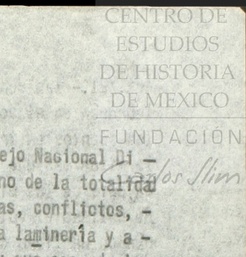 CENTRO DE
ESTUDIOS
DE HISTORIA
DE MEXICO
FUNDACIÓN
Carlos Slim
ejo Nacional Di —
no de la totalidad
as, conflictos, -
a laminería y a -